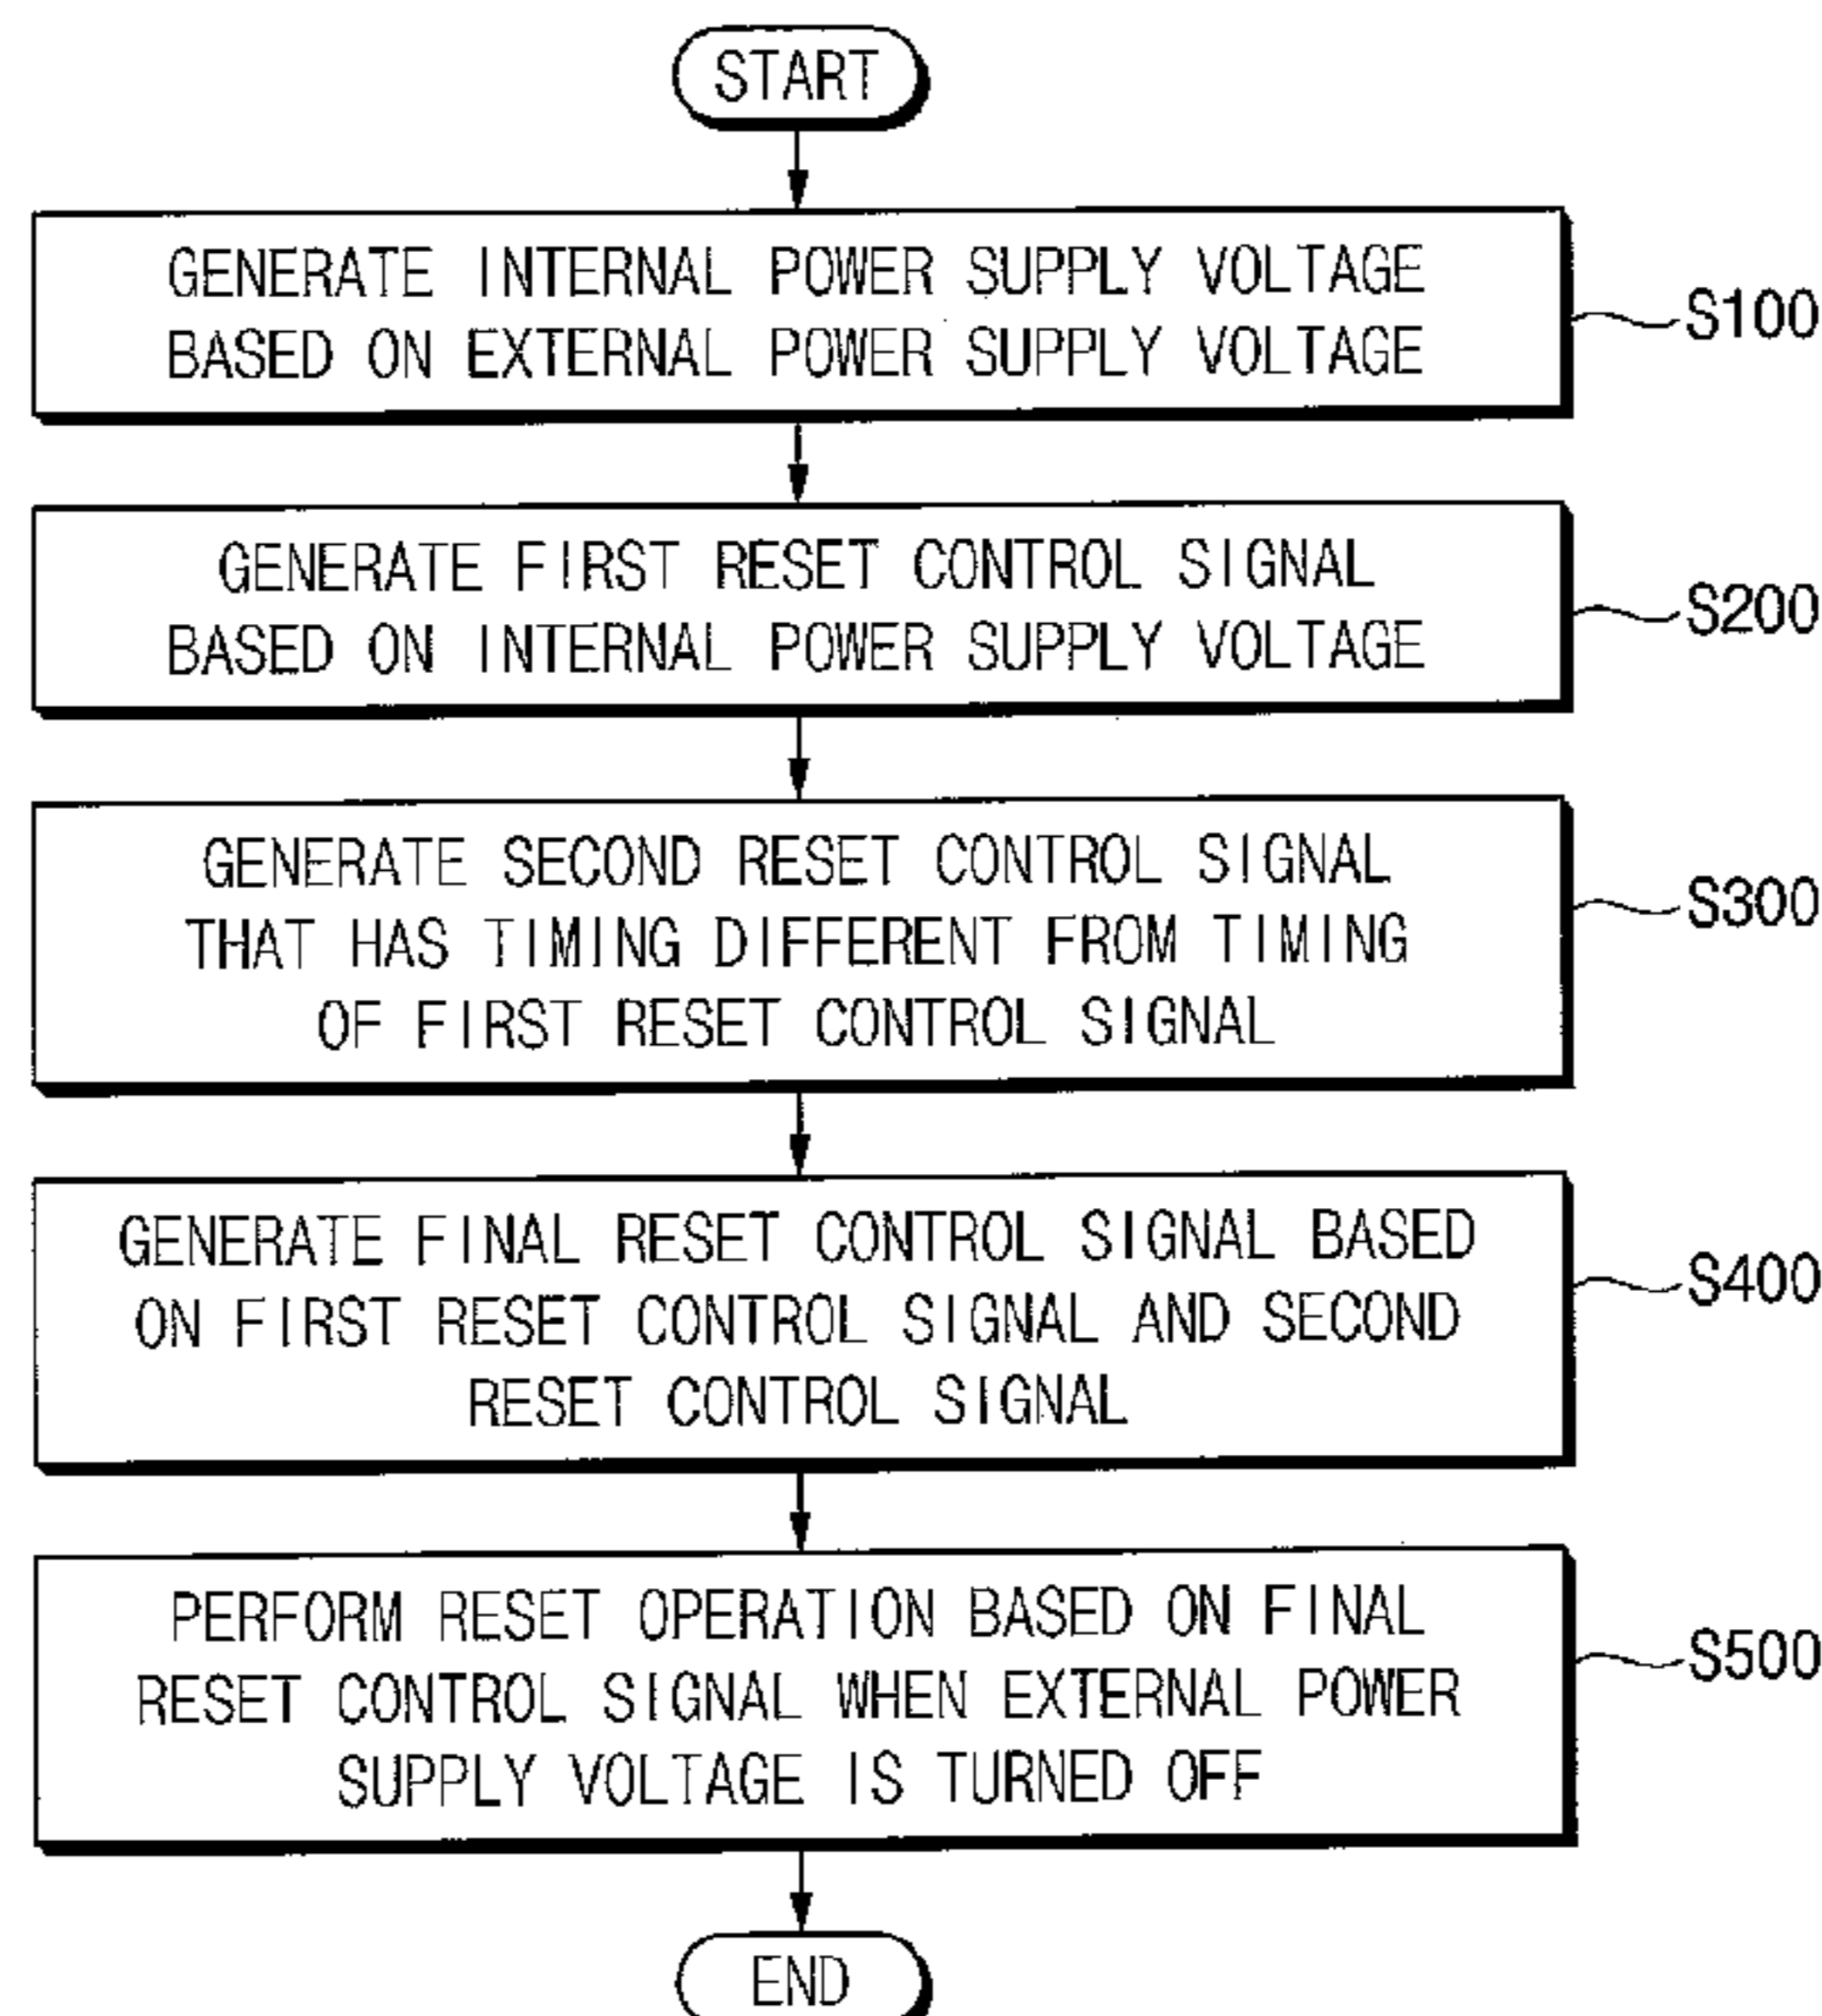 START
GENERATE INTERNAL POWER SUPPLY VOLTAGE
BASED ON EXTERNAL POWER SUPPLY VOLTAGE
S100
GENERATE FIRST RESET CONTROL SIGNAL
BASED ON INTERNAL POWER SUPPLY VOLTAGE
S200
GENERATE SECOND RESET CONTROL SIGNAL
THAT HAS TIMING DIFFERENT FROM TIMING
OF FIRST RESET CONTROL SIGNAL
S300
GENERATE FINAL RESET CONTROL SIGNAL BASED
ON FIRST RESET CONTROL SIGNAL AND SECOND
RESET CONTROL SIGNAL
S400
PERFORM RESET OPERATION BASED ON FINAL
RESET CONTROL SIGNAL WHEN EXTERNAL POWER
SUPPLY VOLTAGE IS TURNED OFF
S500
END